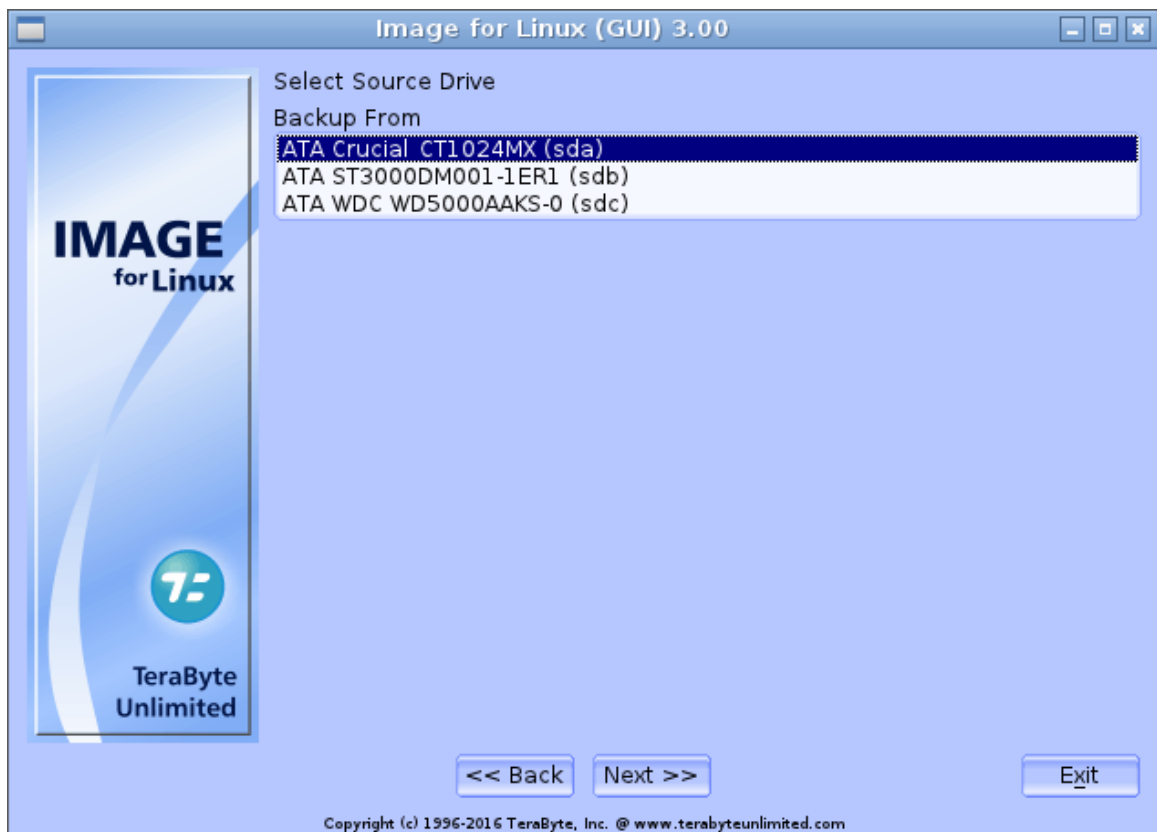 Image for Linux (GUI) 3.00
Select Source Drive
Backup From
ATA Crucial CT1024MX (sda)
ATA ST3000DM001-1ER1 (sdb)
ATA WDC WD5000AAKS-0 (sdc)
IMAGE
for Linux
TeraByte
Unlimited
<< Back
Next >>
Exit
Copyright (c) 1996-2016 TeraByte, Inc. @ www.terabyteunlimited.com